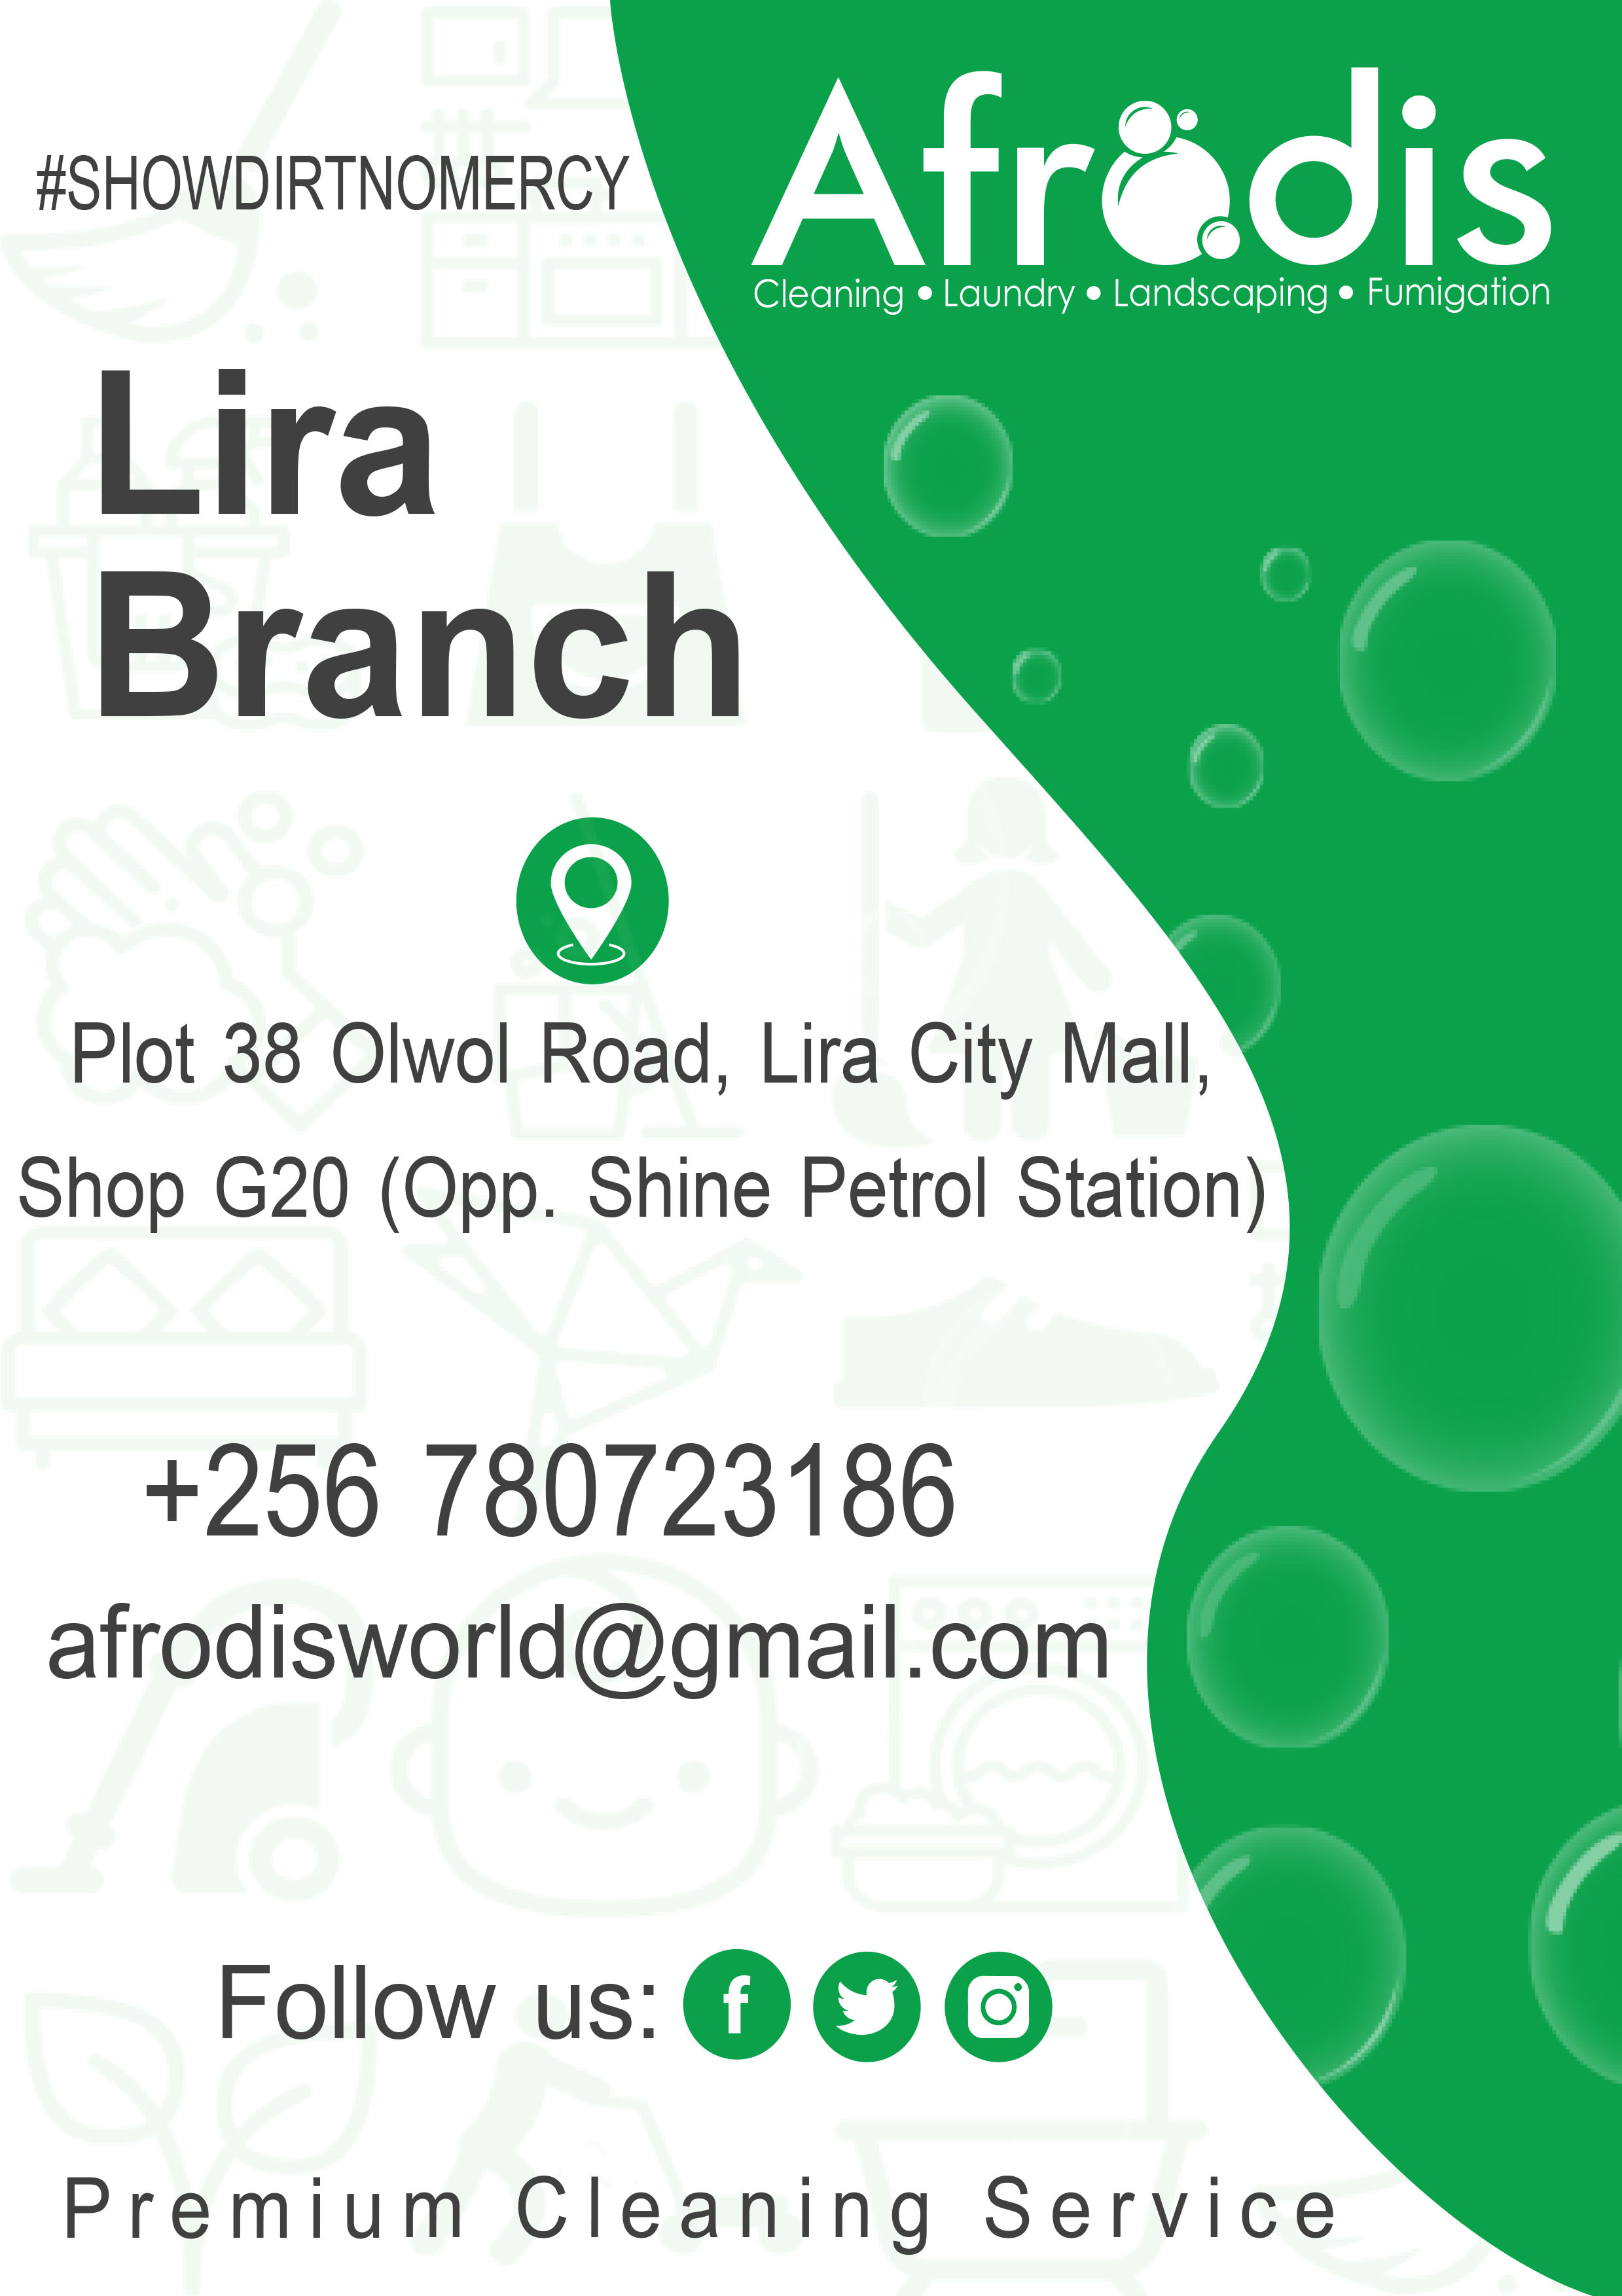 #SHOWDIRTNOMERCY
Afrodis
Cleaning • Laundry • Landscaping • Fumigation
Lira
Branch
Plot 38 Olwol Road, Lira City Mall,
Shop G20 (Opp. Shine Petrol Station)
+256 780723186
afrodisworld@gmail.com
Follow us:
Premium Cleaning Service